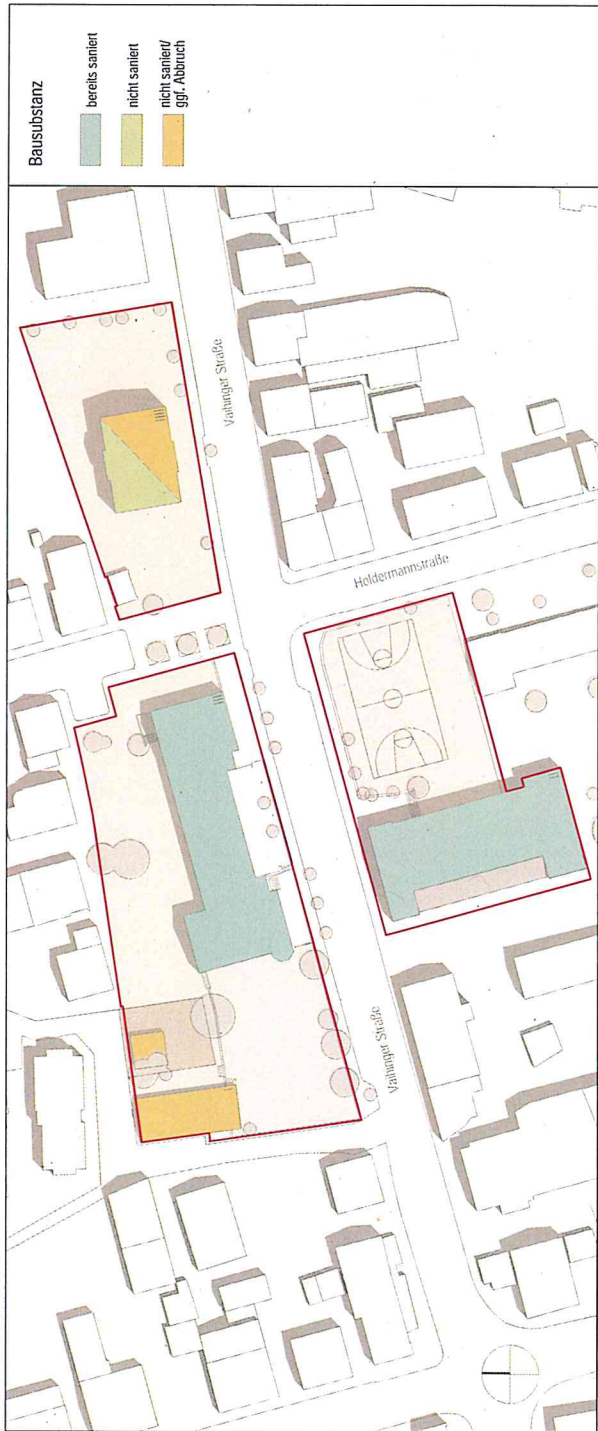 Bausubstanz
bereits saniert
nicht saniert
nicht saniert/
ggf. Abbruch
Vaihinger Straße
Holdermannstraße
Vaihinger Straße